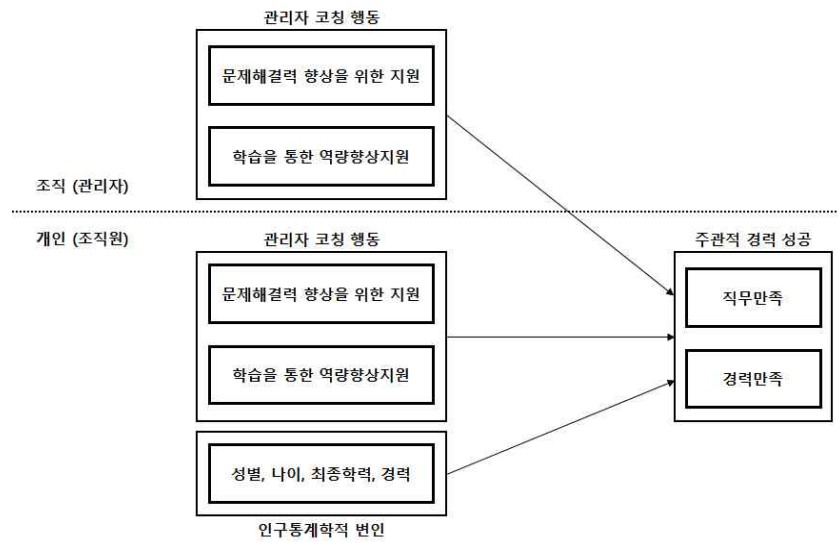 관리자 코칭 행동
문제해결력 향상을 위한 지원
학습을 통한 역량향상지원
조직 (관리자)
개인 (조직원)
관리자 코칭 행동
주관적 경력 성공
문제해결력 향상을 위한 지원
직무만족
학습을 통한 역량향상지원
경력만족
성별, 나이, 최종학력, 경력
인구통계학적 변인